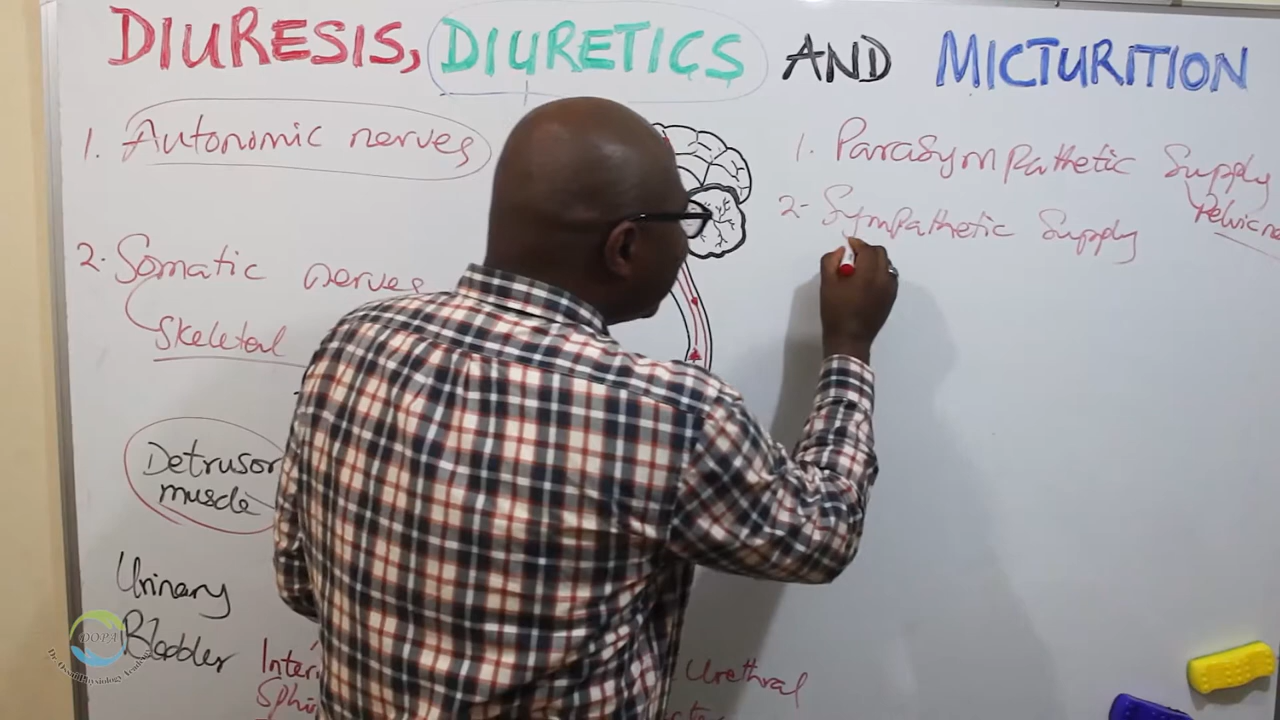 DIURESIS, DIURETICS AND MICTURITION
1. Autonomic nerves
2. Somatic nerves
Skeletal
Detrusor
muscle
Urinary
Bladder
1. Parasympathetic Supply
Pelvic
2- Sympathetic Supply
Urethral
DOPA